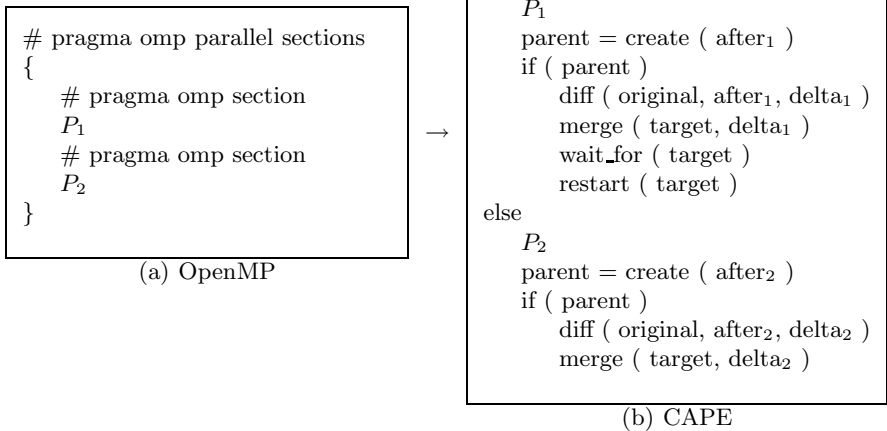 # pragma omp parallel sections
{
# pragma omp section
P₁
# pragma omp section
P₂
}
(a) OpenMP
→
P₁
parent = create ( after₁ )
if ( parent )
diff ( original, after₁, delta₁ )
merge ( target, delta₁ )
wait_for ( target )
restart ( target )
else
P₂
parent = create ( after₂ )
if ( parent )
diff ( original, after₂, delta₂ )
merge ( target, delta₂ )
(b) CAPE